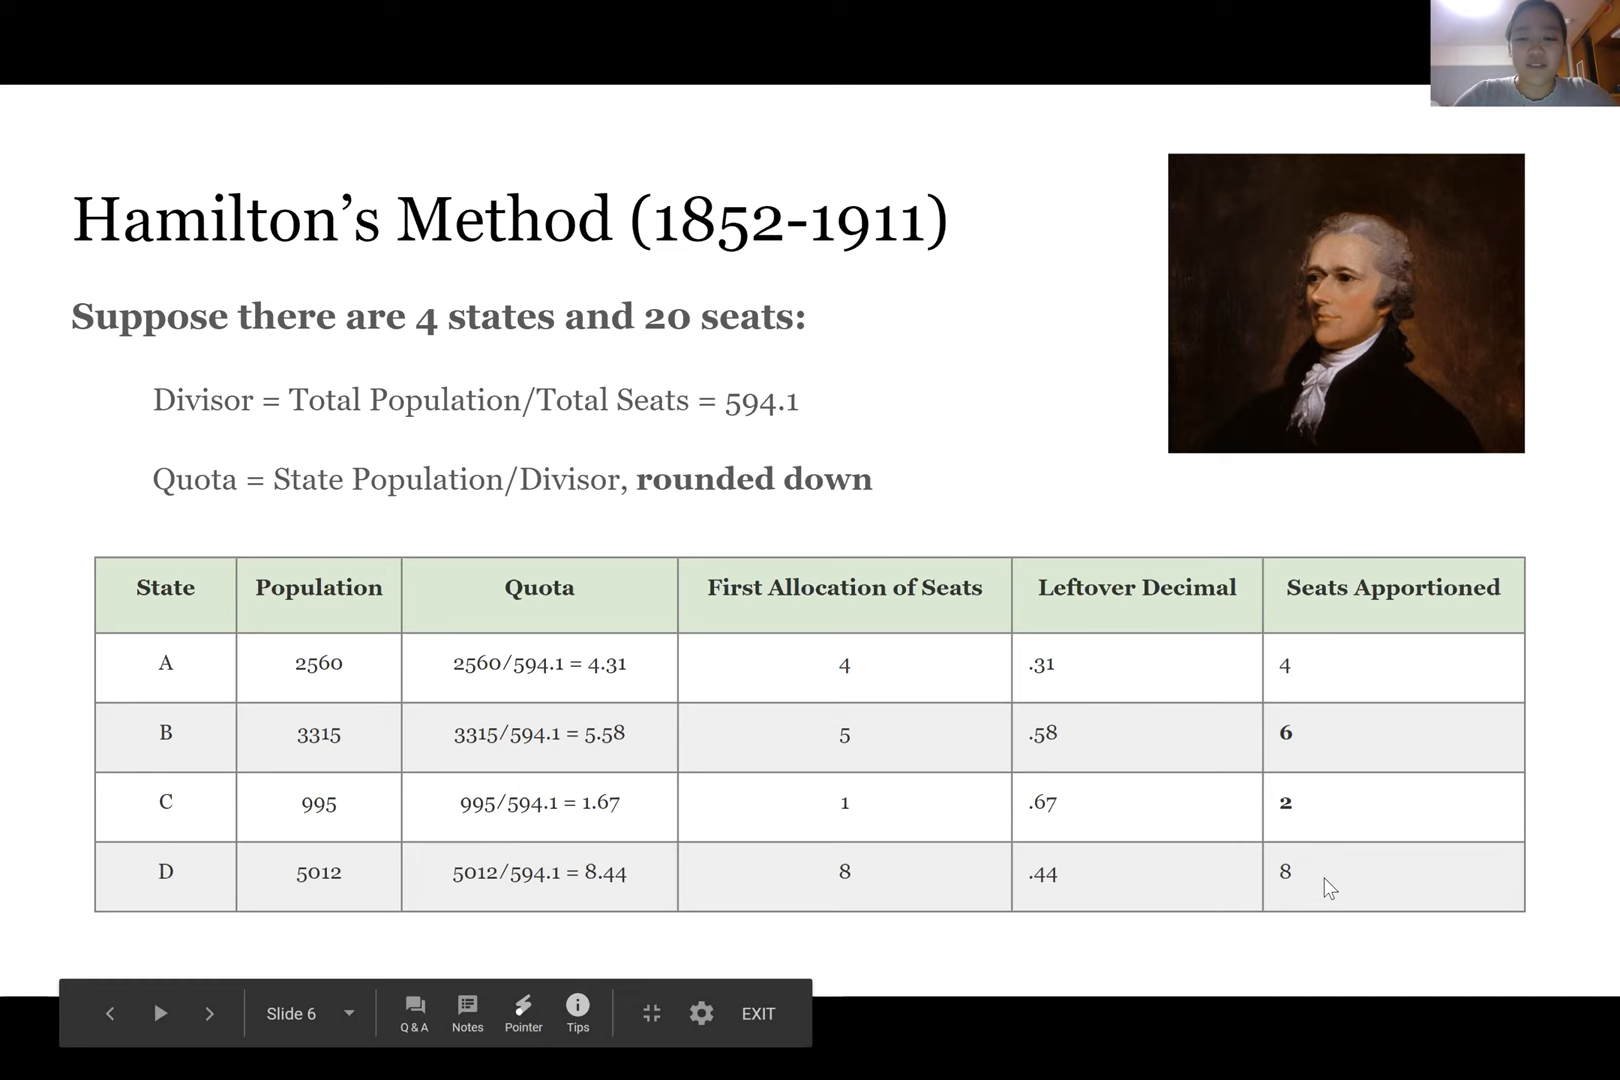 Hamilton's Method (1852-1911)
Suppose there are 4 states and 20 seats:
Divisor = Total Population/Total Seats = 594.1
Quota = State Population/Divisor, rounded down
State Population Quota First Allocation of Seats Leftover Decimal Seats Apportioned
A 2560 2560/594.1 = 4.31 4 .31 4
B 3315 3315/594.1 = 5.58 5 .58 6
C 995 995/594.1 = 1.67 1 .67 2
D 5012 5012/594.1 = 8.44 8 .44 8
Slide 6 Q & A Notes Pointer Tips EXIT